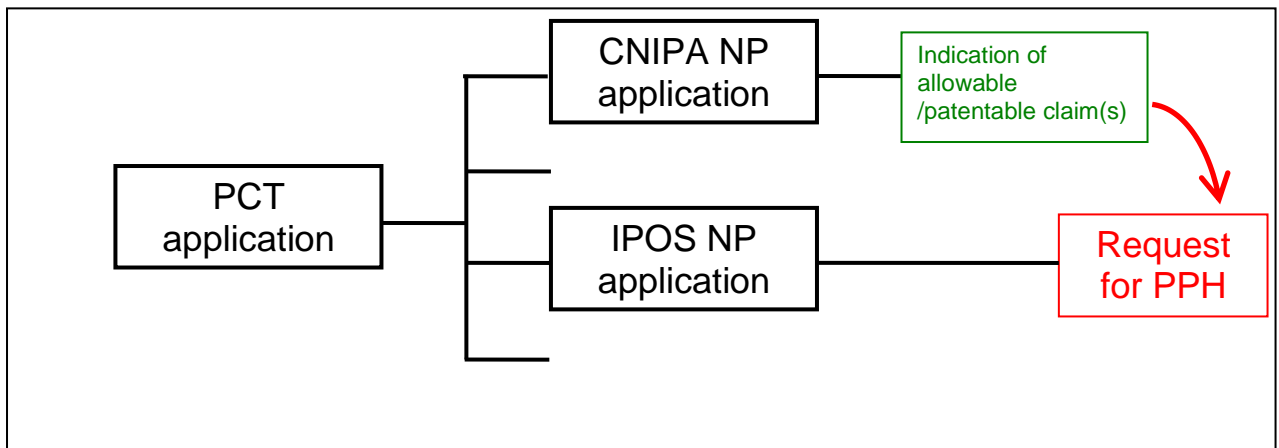 CNIPA NP
application
Indication of
allowable
/patentable claim(s)
PCT
application
IPOS NP
application
Request
for PPH